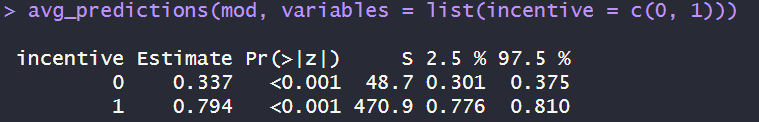 > avg_predictions(mod, variables = list(incentive = c(0, 1)))
incentive Estimate Pr(>|z|) S 2.5 % 97.5 %
0 0.337 <0.001 48.7 0.301 0.375
1 0.794 <0.001 470.9 0.776 0.810